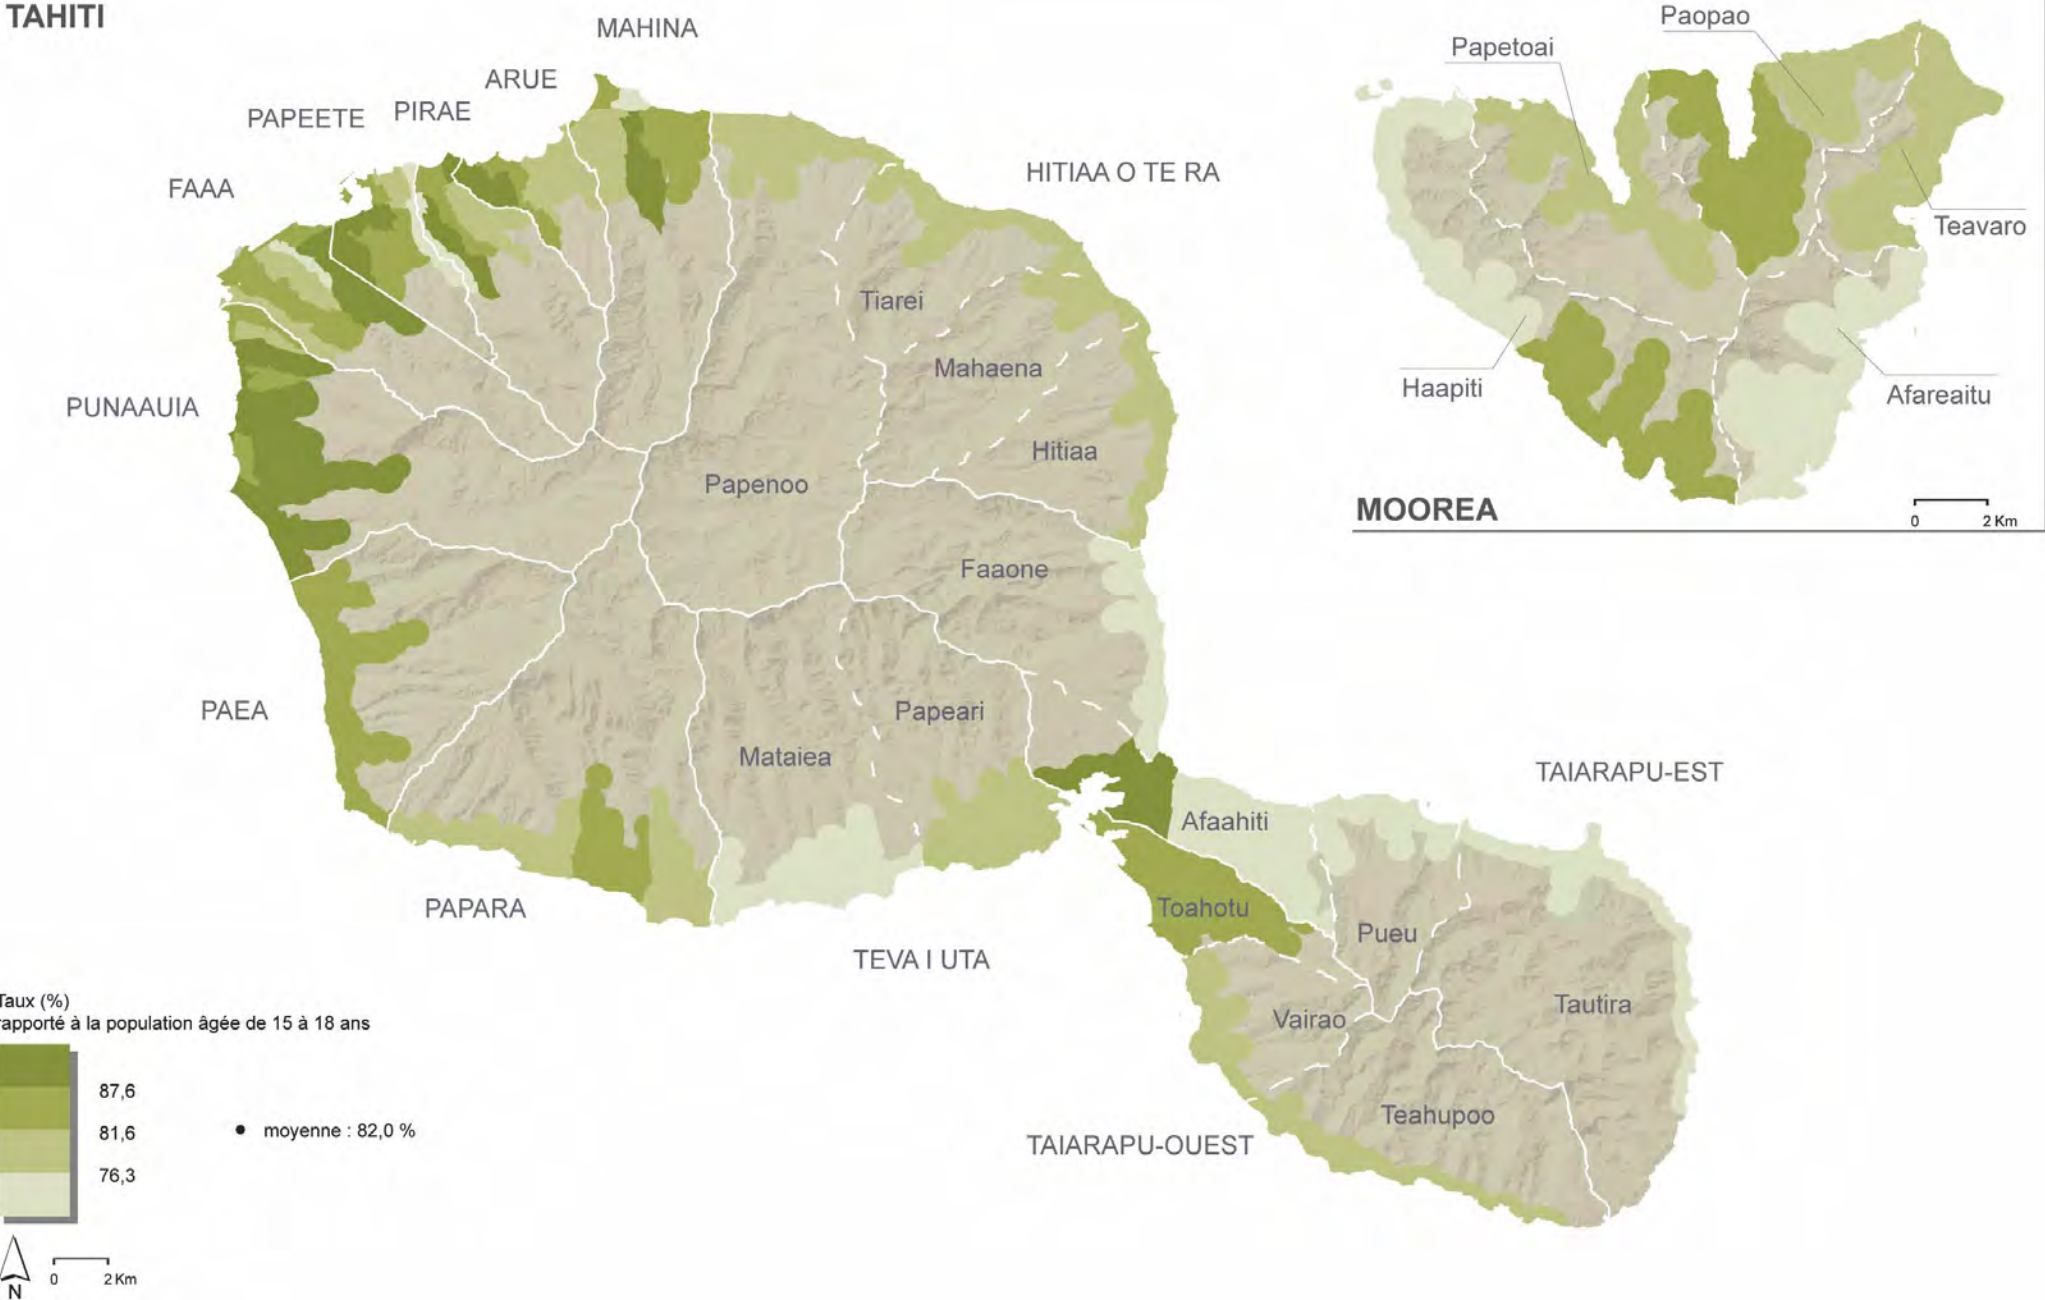 TAHITI
MAHINA
ARUE
PAPEETE
PIRAE
FAAA
HITIAA O TE RA
PUNAAUIA
Tiarei
Mahaena
Hitiaa
Papenoo
Faaone
PAEA
Papeari
Mataiea
PAPARA
TEVA I UTA
Afaahiti
TAIARAPU-EST
Toahotu
Pueu
Tautira
Vairao
Teahupoo
TAIARAPU-OUEST
Paopao
Papetoai
Teavaro
Haapiti
Afareaitu
MOOREA
0 2 Km
Taux (%)
rapporté à la population âgée de 15 à 18 ans
87,6
81,6
76,3
moyenne : 82,0 %
N
0 2 Km